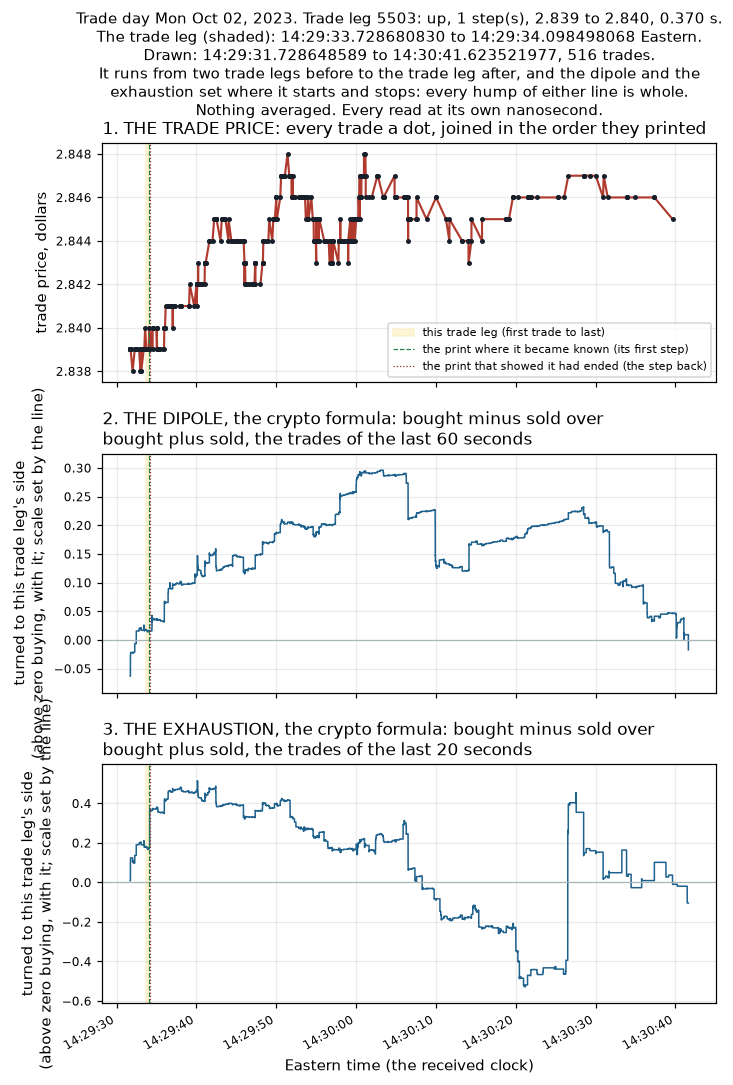 Trade day Mon Oct 02, 2023. Trade leg 5503: up, 1 step(s), 2.839 to 2.840, 0.370 s.
The trade leg (shaded): 14:29:33.728680830 to 14:29:34.098498068 Eastern.
Drawn: 14:29:31.728648589 to 14:30:41.623521977, 516 trades.
It runs from two trade legs before to the trade leg after, and the dipole and the
exhaustion set where it starts and stops: every hump of either line is whole.
Nothing averaged. Every read at its own nanosecond.
1. THE TRADE PRICE: every trade a dot, joined in the order they printed
trade price, dollars
2.848
2.846
2.844
2.842
2.840
2.838
this trade leg (first trade to last)
the print where it became known (its first step)
the print that showed it had ended (the step back)
2. THE DIPOLE, the crypto formula: bought minus sold over
bought plus sold, the trades of the last 60 seconds
turned to this trade leg's side
(above zero buying, with it; scale set by the line)
0.30
0.25
0.20
0.15
0.10
0.05
0.00
−0.05
3. THE EXHAUSTION, the crypto formula: bought minus sold over
bought plus sold, the trades of the last 20 seconds
turned to this trade leg's side
(above zero buying, with it; scale set by the line)
0.4
0.2
0.0
−0.2
−0.4
−0.6
14:29:30
14:29:40
14:29:50
14:30:00
14:30:10
14:30:20
14:30:30
14:30:40
Eastern time (the received clock)